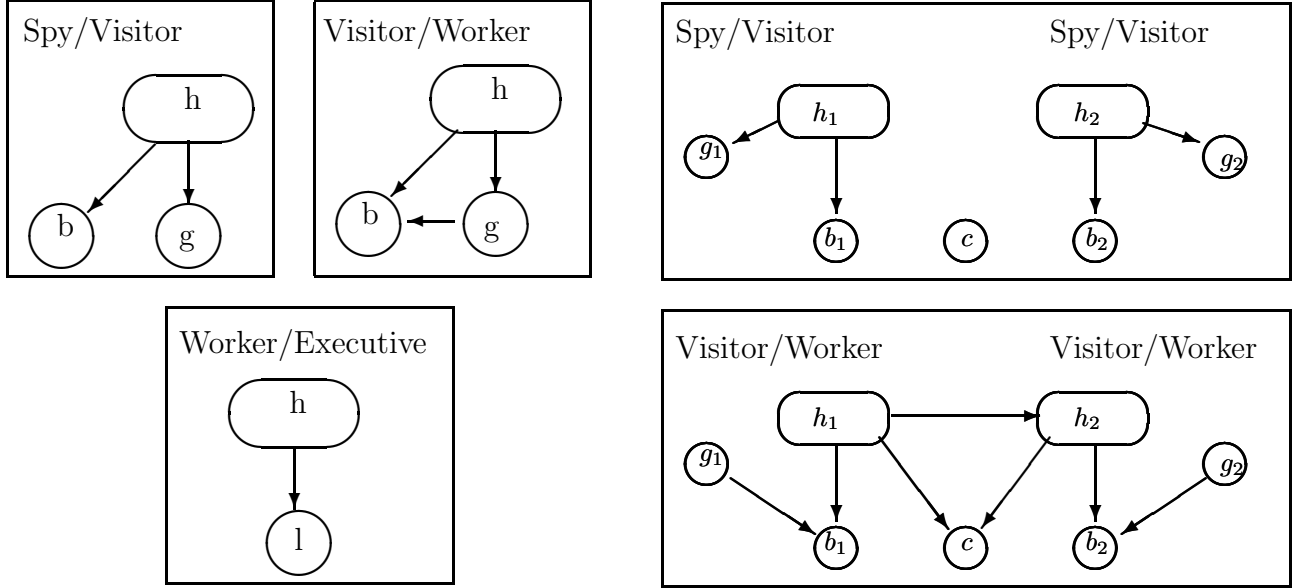 Spy/Visitor
h
b
g
Visitor/Worker
h
b
g
Worker/Executive
h
l
Spy/Visitor Spy/Visitor
h₁ h₂
g₁ g₂
b₁ c b₂
Visitor/Worker Visitor/Worker
h₁ h₂
g₁ g₂
b₁ c b₂